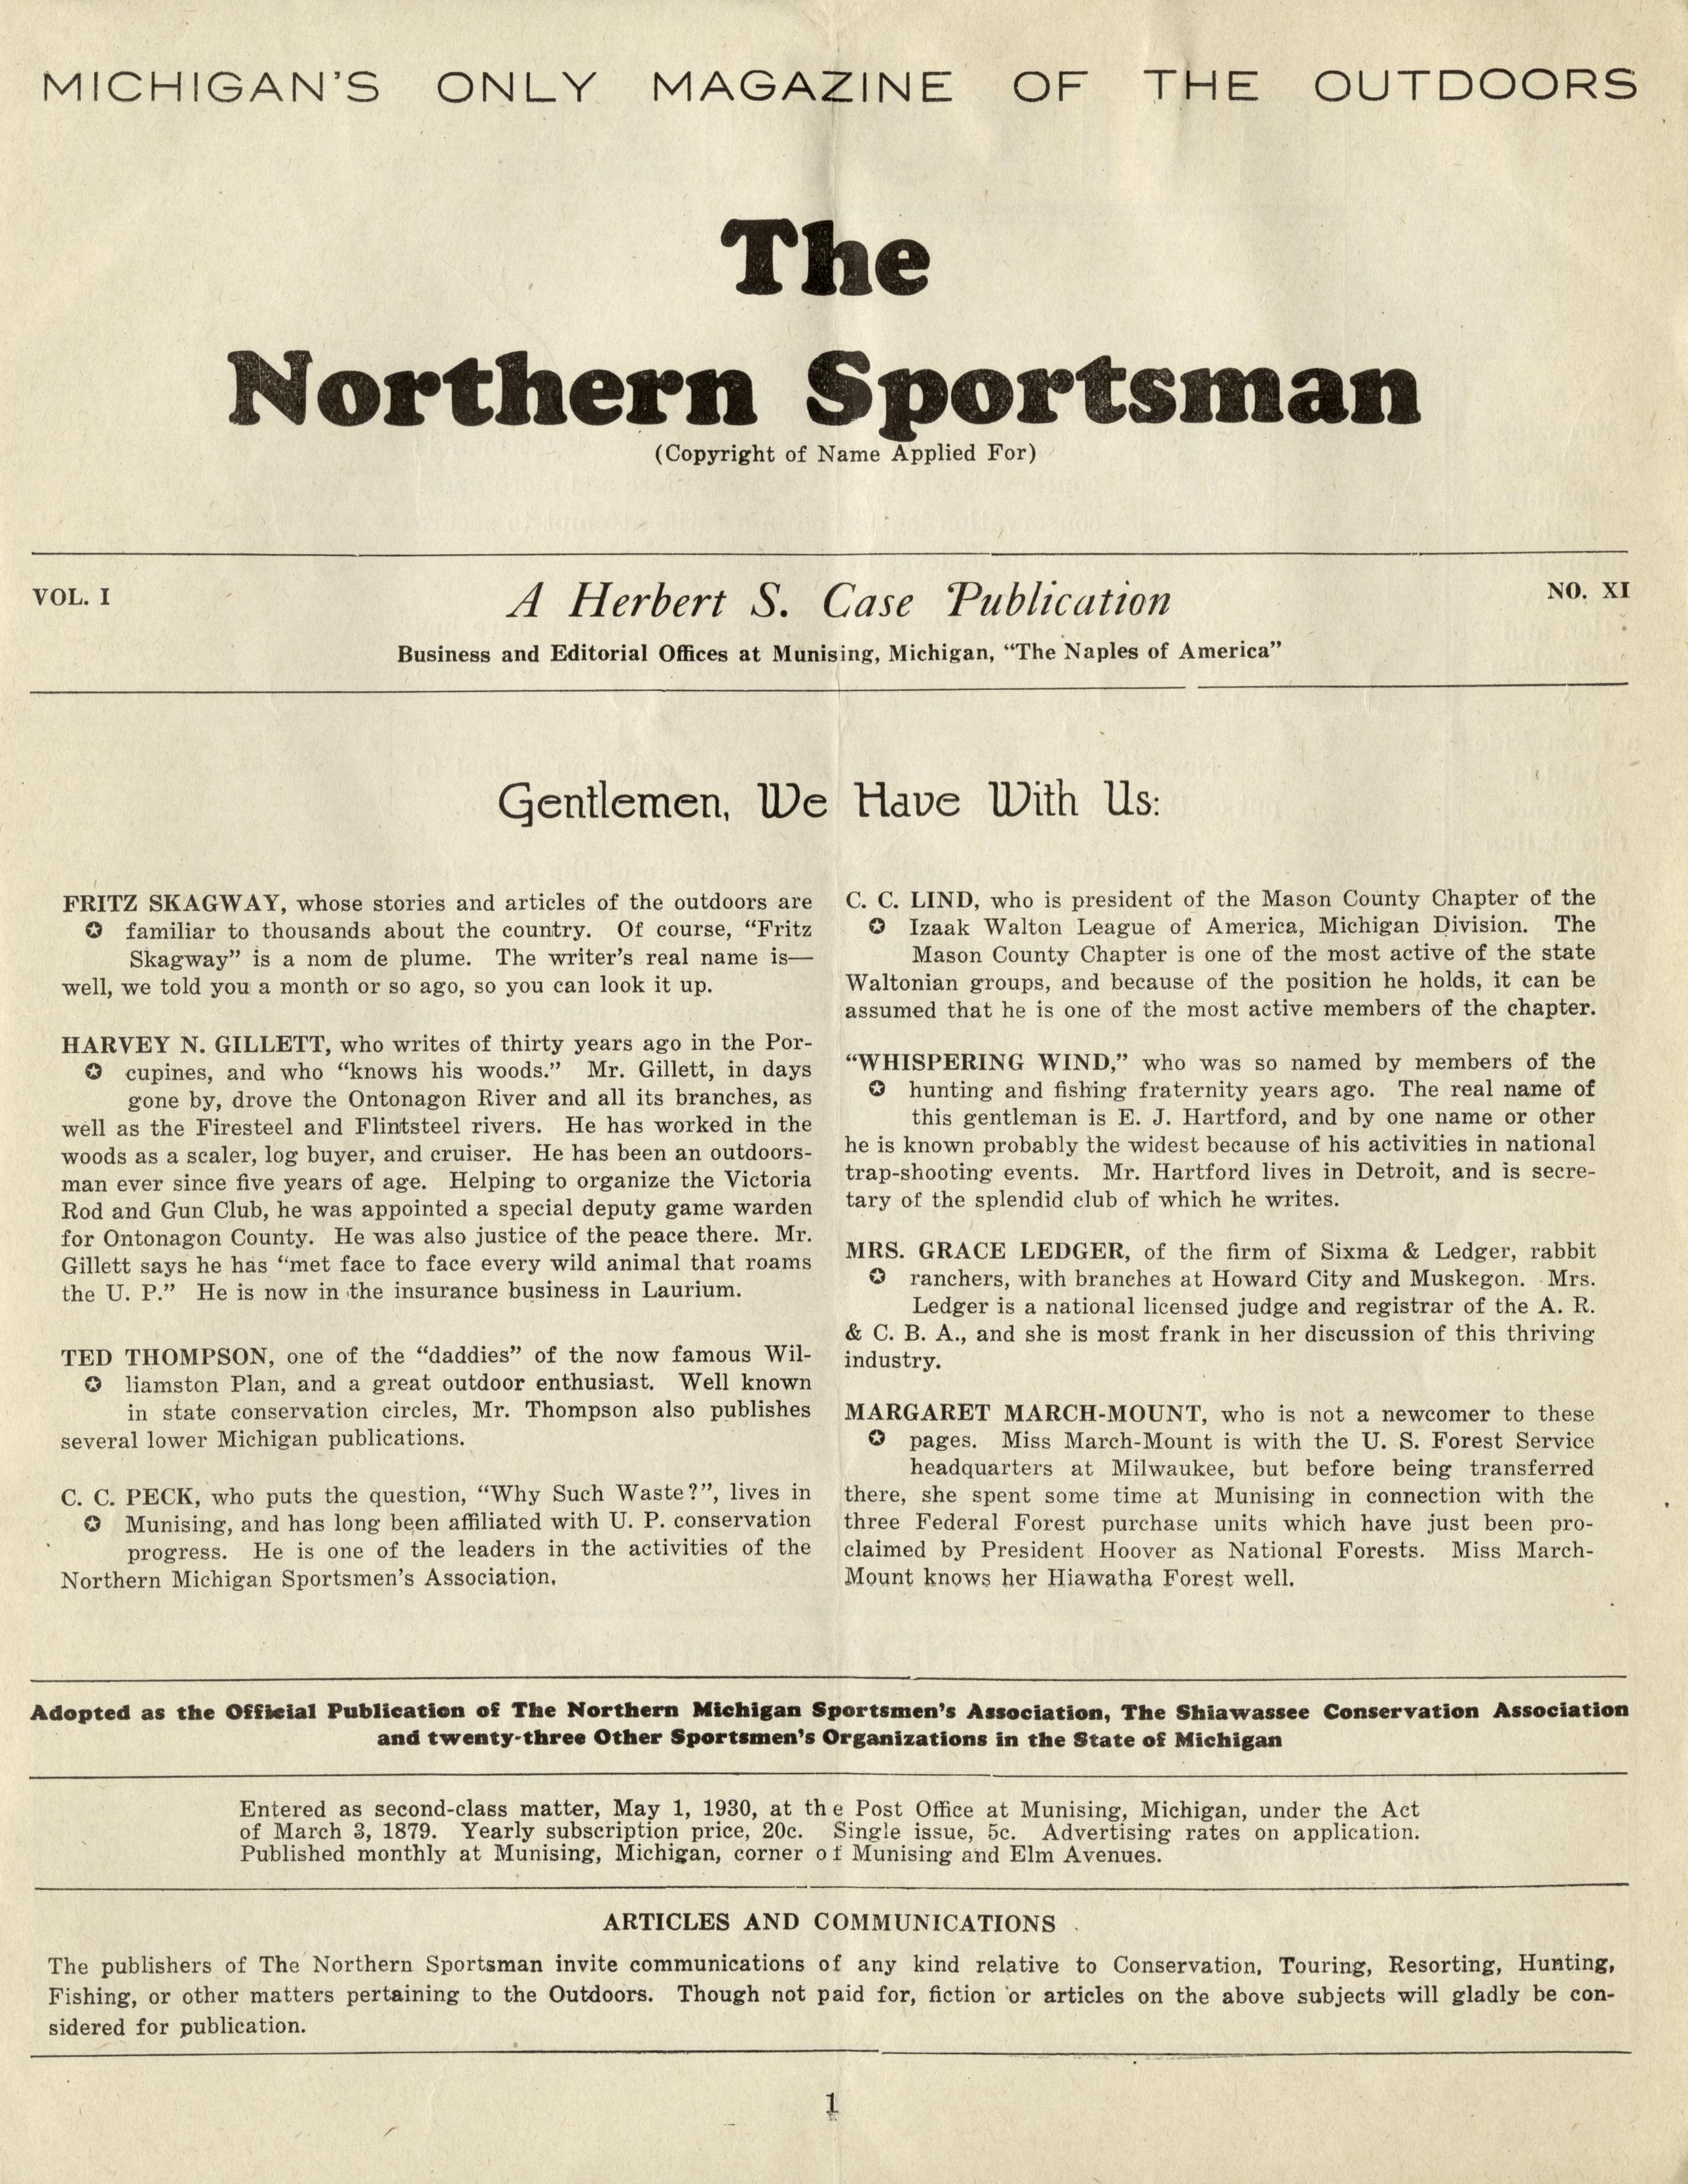 MICHIGAN'S ONLY MAGAZINE OF THE OUTDOORS
The
Northern Sportsman
(Copyright of Name Applied For)
VOL. I
A Herbert S. Case Publication
NO. XI
Business and Editorial Offices at Munising, Michigan, “The Naples of America”
Gentlemen, We Have With Us:
FRITZ SKAGWAY, whose stories and articles of the outdoors are
✪ familiar to thousands about the country. Of course, “Fritz
Skagway” is a nom de plume. The writer's real name is—
well, we told you a month or so ago, so you can look it up.
HARVEY N. GILLETT, who writes of thirty years ago in the Por-
✪ cupines, and who “knows his woods.” Mr. Gillett, in days
gone by, drove the Ontonagon River and all its branches, as
well as the Firesteel and Flintsteel rivers. He has worked in the
woods as a scaler, log buyer, and cruiser. He has been an outdoors-
man ever since five years of age. Helping to organize the Victoria
Rod and Gun Club, he was appointed a special deputy game warden
for Ontonagon County. He was also justice of the peace there. Mr.
Gillett says he has “met face to face every wild animal that roams
the U. P.” He is now in the insurance business in Laurium.
TED THOMPSON, one of the “daddies” of the now famous Wil-
✪ liamston Plan, and a great outdoor enthusiast. Well known
in state conservation circles, Mr. Thompson also publishes
several lower Michigan publications.
C. C. PECK, who puts the question, “Why Such Waste?”, lives in
✪ Munising, and has long been affiliated with U. P. conservation
progress. He is one of the leaders in the activities of the
Northern Michigan Sportsmen's Association.
C. C. LIND, who is president of the Mason County Chapter of the
✪ Izaak Walton League of America, Michigan Division. The
Mason County Chapter is one of the most active of the state
Waltonian groups, and because of the position he holds, it can be
assumed that he is one of the most active members of the chapter.
“WHISPERING WIND,” who was so named by members of the
✪ hunting and fishing fraternity years ago. The real name of
this gentleman is E. J. Hartford, and by one name or other
he is known probably the widest because of his activities in national
trap-shooting events. Mr. Hartford lives in Detroit, and is secre-
tary of the splendid club of which he writes.
MRS. GRACE LEDGER, of the firm of Sixma & Ledger, rabbit
✪ ranchers, with branches at Howard City and Muskegon. Mrs.
Ledger is a national licensed judge and registrar of the A. R.
& C. B. A., and she is most frank in her discussion of this thriving
industry.
MARGARET MARCH-MOUNT, who is not a newcomer to these
✪ pages. Miss March-Mount is with the U. S. Forest Service
headquarters at Milwaukee, but before being transferred
there, she spent some time at Munising in connection with the
three Federal Forest purchase units which have just been pro-
claimed by President Hoover as National Forests. Miss March-
Mount knows her Hiawatha Forest well.
Adopted as the Official Publication of The Northern Michigan Sportsmen's Association, The Shiawassee Conservation Association
and twenty-three Other Sportsmen's Organizations in the State of Michigan
Entered as second-class matter, May 1, 1930, at the Post Office at Munising, Michigan, under the Act
of March 3, 1879. Yearly subscription price, 20c. Single issue, 5c. Advertising rates on application.
Published monthly at Munising, Michigan, corner of Munising and Elm Avenues.
ARTICLES AND COMMUNICATIONS
The publishers of The Northern Sportsman invite communications of any kind relative to Conservation, Touring, Resorting, Hunting,
Fishing, or other matters pertaining to the Outdoors. Though not paid for, fiction or articles on the above subjects will gladly be con-
sidered for publication.
1